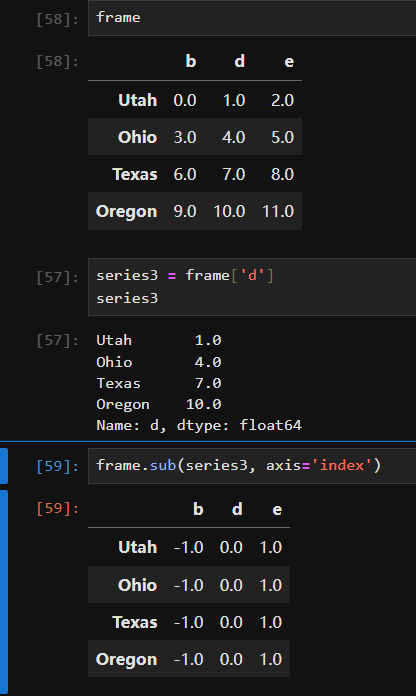 [58]: frame
[58]:
b d e
Utah 0.0 1.0 2.0
Ohio 3.0 4.0 5.0
Texas 6.0 7.0 8.0
Oregon 9.0 10.0 11.0
[57]: series3 = frame['d']
series3
[57]: Utah 1.0
Ohio 4.0
Texas 7.0
Oregon 10.0
Name: d, dtype: float64
[59]: frame.sub(series3, axis='index')
[59]:
b d e
Utah -1.0 0.0 1.0
Ohio -1.0 0.0 1.0
Texas -1.0 0.0 1.0
Oregon -1.0 0.0 1.0